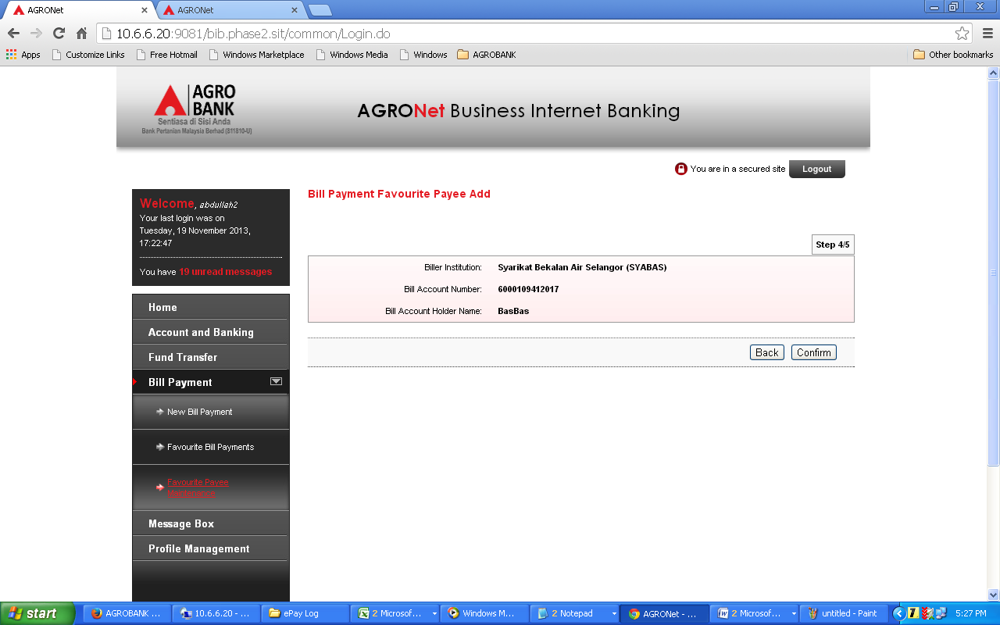 AGRONet
AGRONet
10.6.6.20:9081/bib.phase2.sit/common/Login.do
Apps Customize Links Free Hotmail Windows Marketplace Windows Media Windows AGROBANK Other bookmarks
AGRO
BANK
Sentiasa di Sisi Anda
Bank Pertanian Malaysia Berhad (811810-U)
AGRONet Business Internet Banking
You are in a secured site Logout
Welcome, abdullah2
Your last login was on
Tuesday, 19 November 2013,
17:22:47
You have 19 unread messages
Home
Account and Banking
Fund Transfer
Bill Payment
New Bill Payment
Favourite Bill Payments
Favourite Payee
Message Box
Profile Management
Bill Payment Favourite Payee Add
Step 4/5
Biller Institution: Syarikat Bekalan Air Selangor (SYABAS)
Bill Account Number: 6000109412017
Bill Account Holder Name: BasBas
Back Confirm
start AGROBANK ... 10.6.6.20 - ... ePay Log 2 Microsof... Windows M... 2 Notepad AGRONet - ... 2 Microsof... untitled - Paint 5:27 PM